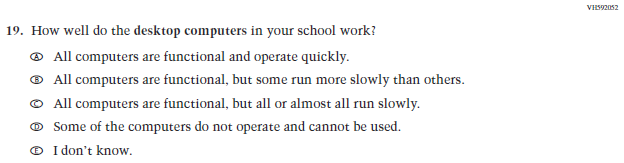 VH592052
19. How well do the desktop computers in your school work?
Ⓐ All computers are functional and operate quickly.
Ⓑ All computers are functional, but some run more slowly than others.
Ⓒ All computers are functional, but all or almost all run slowly.
Ⓓ Some of the computers do not operate and cannot be used.
Ⓔ I don't know.